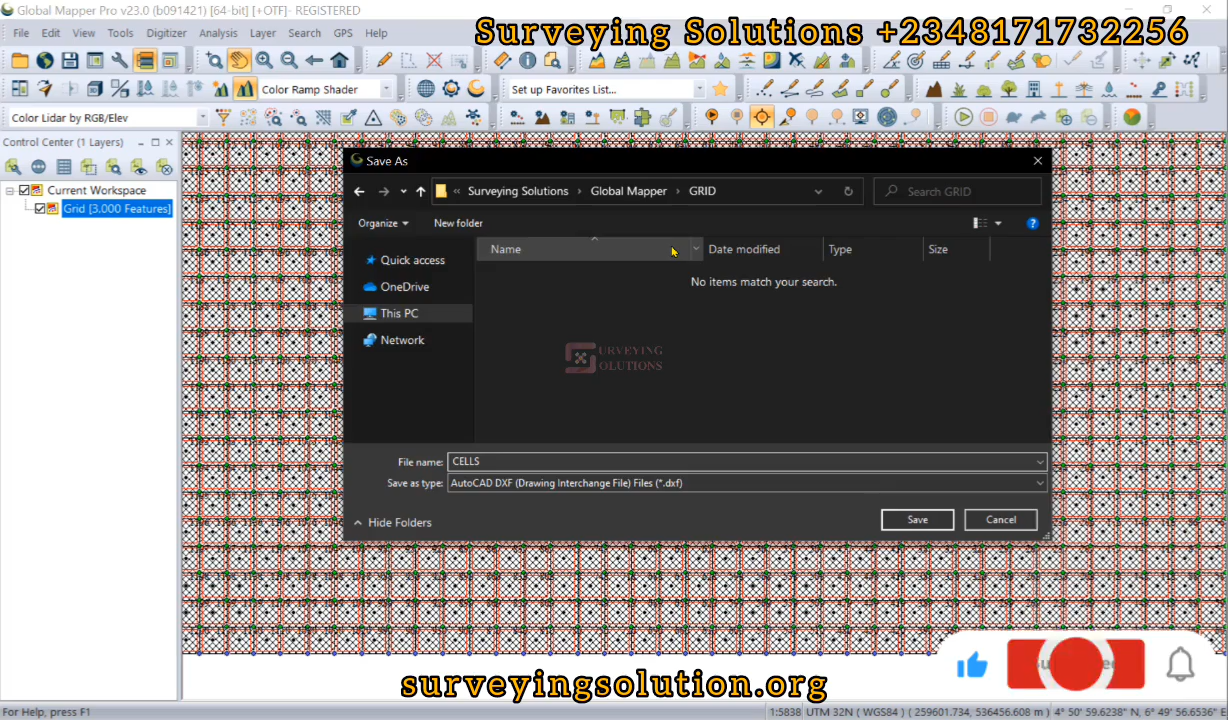 Global Mapper Pro v23.0 (b091421) [64-bit] [+OTF]- REGISTERED
Surveying Solutions +2348171732256
File Edit View Tools Digitizer Analysis Layer Search GPS Help
Color Ramp Shader
Set up Favorites List...
Color Lidar by RGB/Elev
Control Center (1 Layers)
Current Workspace
Grid [3,000 Features]
Save As
« Surveying Solutions › Global Mapper › GRID
Search GRID
Organize New folder
Name Date modified Type Size
No items match your search.
Quick access
OneDrive
This PC
Network
SURVEYING
SOLUTIONS
File name: CELLS
Save as type: AutoCAD DXF (Drawing Interchange File) Files (*.dxf)
Hide Folders
Save Cancel
surveyingsolution.org
For Help, press F1
1:5838 UTM 32N ( WGS84 ) ( 259601.734, 536456.608 m ) 4° 50' 59.6238" N, 6° 49' 56.6536" E